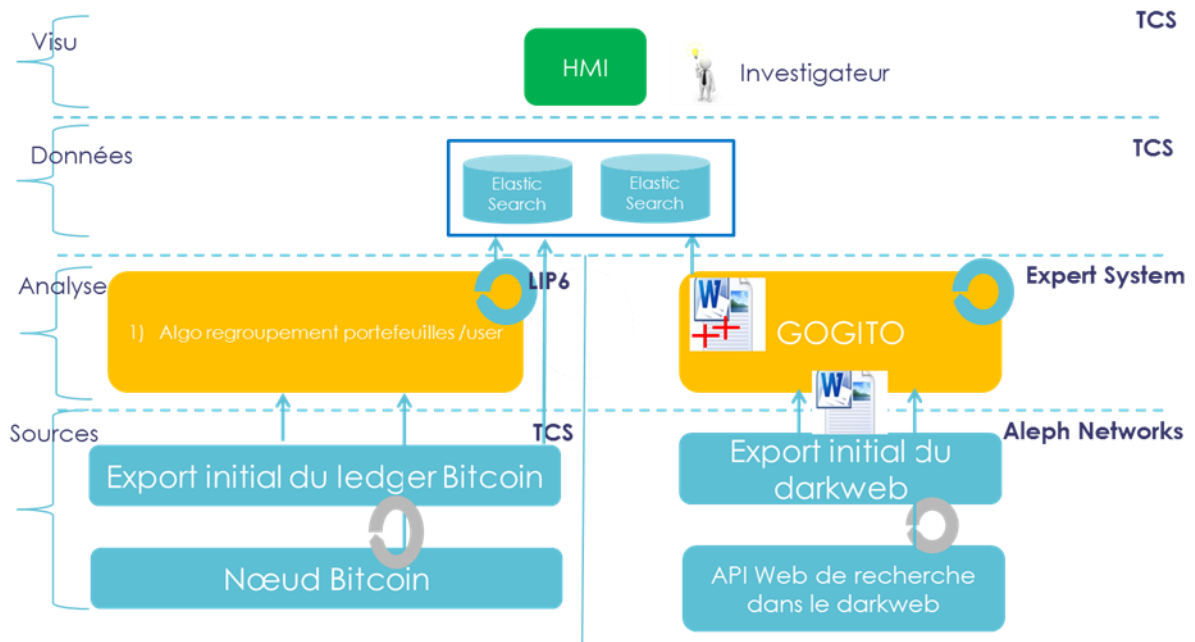 TCS
Visu
HMI
Investigateur
Données
TCS
Elastic
Search
Elastic
Search
Analyse
LIP6
Expert System
1) Algo regroupement portefeuilles /user
W
GOGITO
W
Sources
TCS
Aleph Networks
Export initial du ledger Bitcoin
Export initial du
darkweb
Nœud Bitcoin
API Web de recherche
dans le darkweb